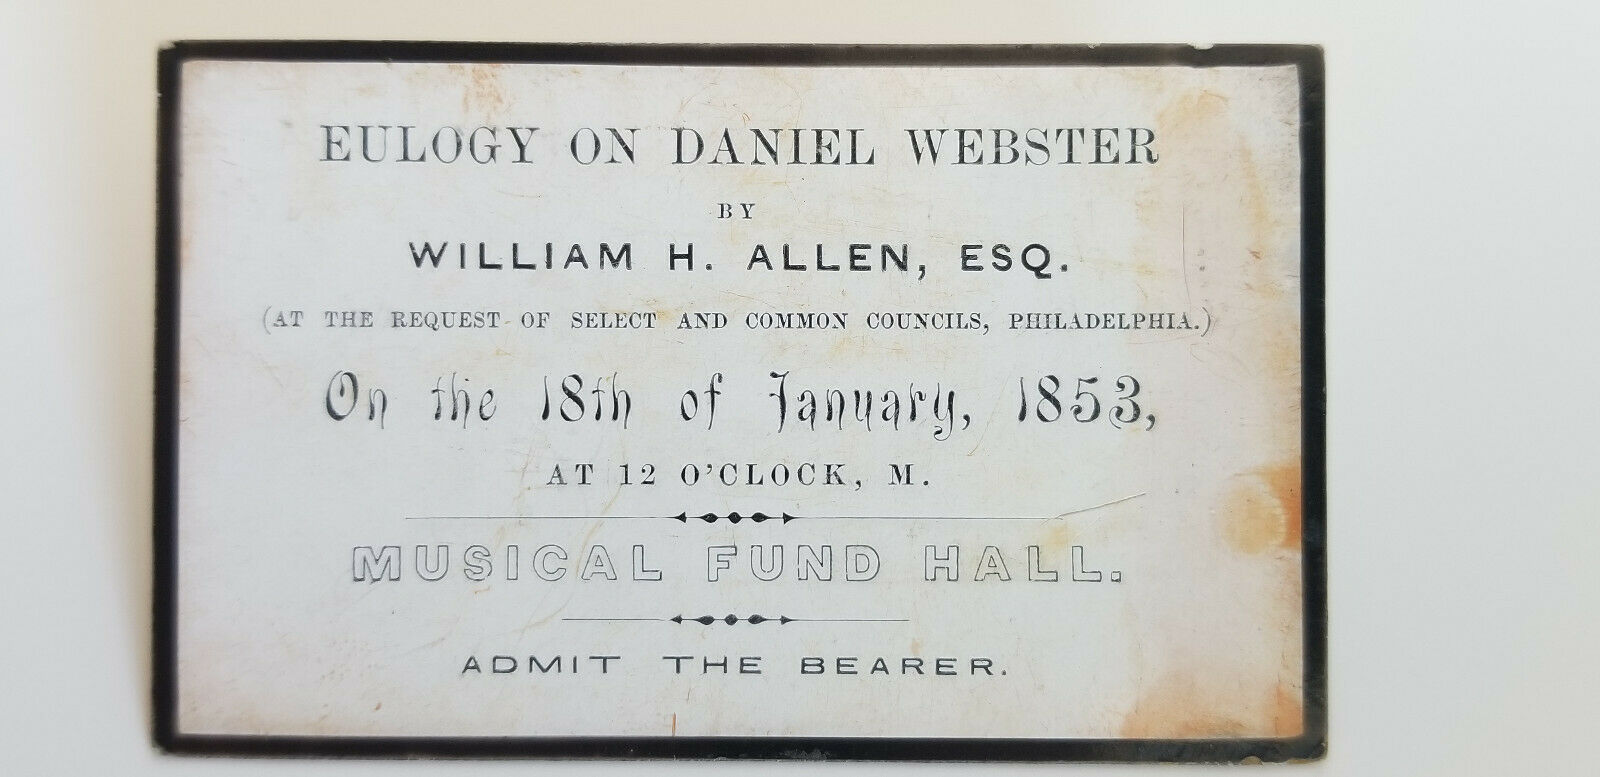 EULOGY ON DANIEL WEBSTER
BY
WILLIAM H. ALLEN, ESQ.
(AT THE REQUEST OF SELECT AND COMMON COUNCILS, PHILADELPHIA.)
On the 18th of January, 1853,
AT 12 O'CLOCK, M.
MUSICAL FUND HALL.
ADMIT THE BEARER.